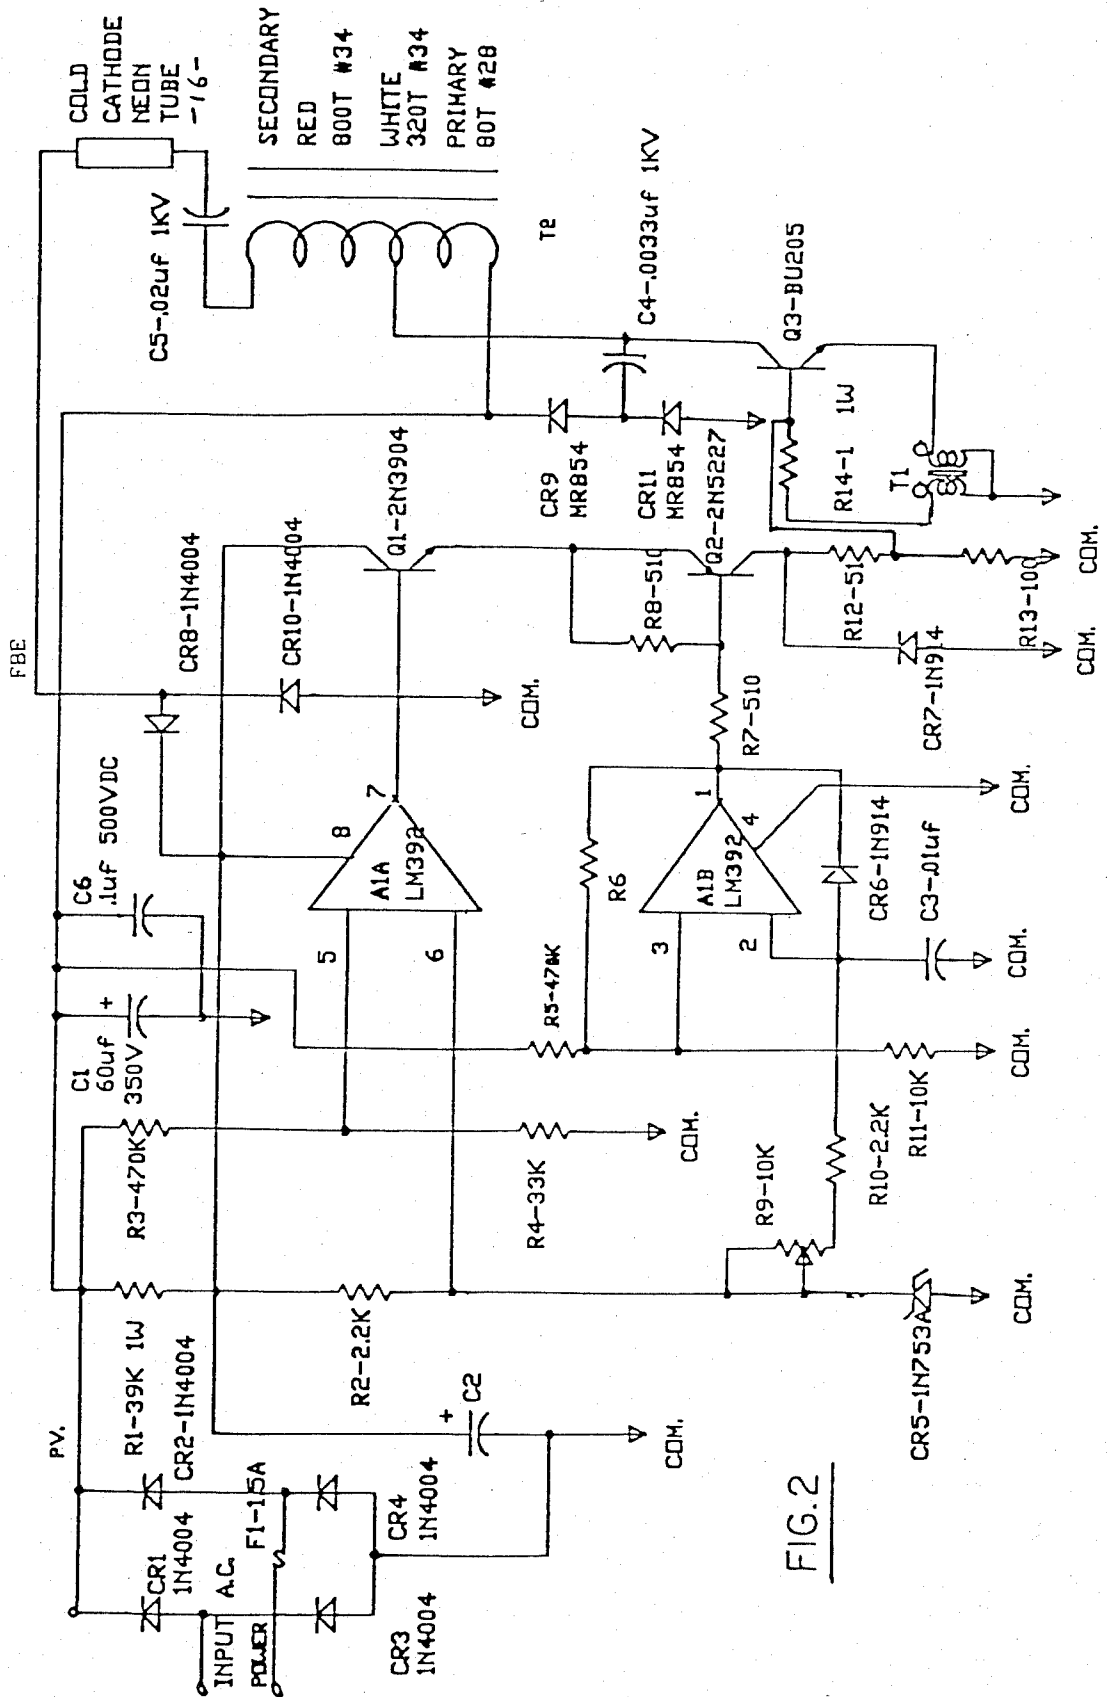 FBE
PV.
COLD
CATHODE
NEON
TUBE
-16-
C5-.02uf 1KV
SECONDARY
RED
800T #34
WHITE
320T #34
PRIMARY
80T #28
T2
C4-.0033uf 1KV
Q3-BU205
CR9
MR854
CR11
MR854
R14-1 1W
T1
COM.
CR8-1N4004
CR10-1N4004
COM.
Q1-2N3904
Q2-2N5227
R8-510
R7-510
R12-51
R13-100
CR7-1N914
COM.
C6
.1uf 500VDC
C1
60uf
350V
+
8
A1A
LM392
7
5
6
R6
R5-470K
A1B
LM392
1
4
3
2
CR6-1N914
C3-.01uf
COM.
COM.
COM.
R3-470K
R4-33K
COM.
R9-10K
R10-2.2K
R11-10K
R1-39K 1W
R2-2.2K
CR5-1N753A
COM.
CR2-1N4004
CR1
1N4004
F1-15A
INPUT A.C.
POWER
CR3
1N4004
CR4
1N4004
+
C2
COM.
FIG.2